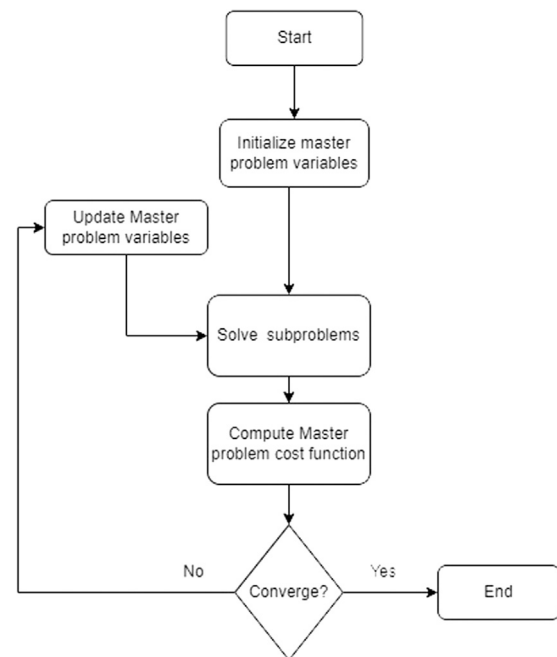 Start
Initialize master
problem variables
Update Master
problem variables
Solve subproblems
Compute Master
problem cost function
No
Converge?
Yes
End